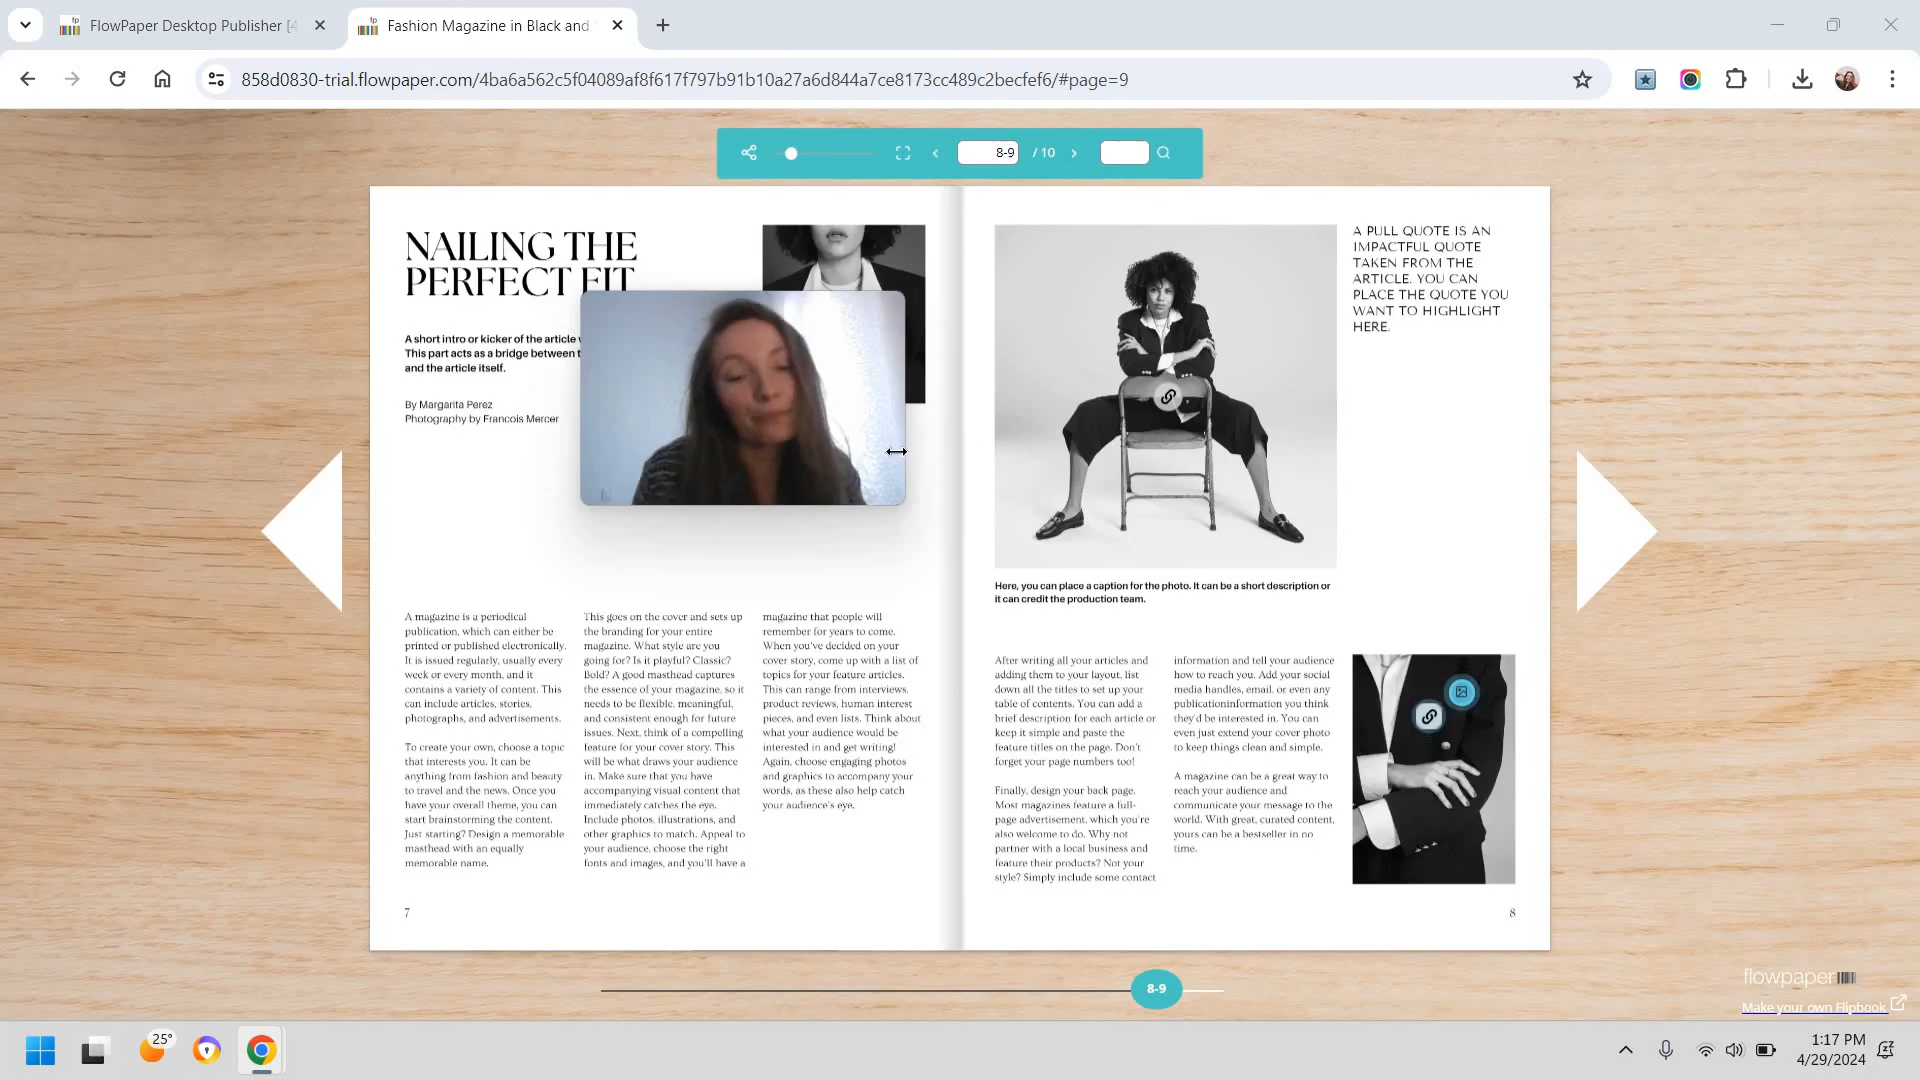 FlowPaper Desktop Publisher [4
Fashion Magazine in Black and
858d0830-trial.flowpaper.com/4ba6a562c5f04089af8f617f797b91b10a27a6d844a7ce8173cc489c2becfef6/#page=9
8-9 / 10
NAILING THE
PERFECT FIT
A short intro or kicker of the article
This part acts as a bridge between
and the article itself.
By Margarita Perez
Photography by Francois Mercer
A magazine is a periodical
publication, which can either be
printed or published electronically.
It is issued regularly, usually every
week or every month, and it
contains a variety of content. This
can include articles, stories,
photographs, and advertisements.
To create your own, choose a topic
that interests you. It can be
anything from fashion and beauty
to travel and the news. Once you
have your overall theme, you can
start brainstorming the content.
Just starting? Design a memorable
masthead with an equally
memorable name.
This goes on the cover and sets up
the branding for your entire
magazine. What style are you
going for? Is it playful? Classic?
Bold? A good masthead captures
the essence of your magazine, so it
needs to be flexible, meaningful,
and consistent enough for future
issues. Next, think of a compelling
feature for your cover story. This
will be what draws your audience
in. Make sure that you have
accompanying visual content that
immediately catches the eye.
Include photos, illustrations, and
other graphics to match. Appeal to
your audience, choose the right
fonts and images, and you'll have a
magazine that people will
remember for years to come.
When you've decided on your
cover story, come up with a list of
topics for your feature articles.
This can range from interviews,
product reviews, human interest
pieces, and even lists. Think about
what your audience would be
interested in and get writing!
Again, choose engaging photos
and graphics to accompany your
words, as these also help catch
your audience's eye.
7
A PULL QUOTE IS AN
IMPACTFUL QUOTE
TAKEN FROM THE
ARTICLE. YOU CAN
PLACE THE QUOTE YOU
WANT TO HIGHLIGHT
HERE.
Here, you can place a caption for the photo. It can be a short description or
it can credit the production team.
After writing all your articles and
adding them to your layout, list
down all the titles to set up your
table of contents. You can add a
brief description for each article or
keep it simple and paste the
feature titles on the page. Don't
forget your page numbers too!
Finally, design your back page.
Most magazines feature a full-
page advertisement, which you're
also welcome to do. Why not
partner with a local business and
feature their products? Not your
style? Simply include some contact
information and tell your audience
how to reach you. Add your social
media handles, email, or even any
publicationinformation you think
they'd be interested in. You can
even just extend your cover photo
to keep things clean and simple.
A magazine can be a great way to
reach your audience and
communicate your message to the
world. With great, curated content,
yours can be a bestseller in no
time.
8
8-9
flowpaper
Make your own Flipbook
25°
1:17 PM
4/29/2024